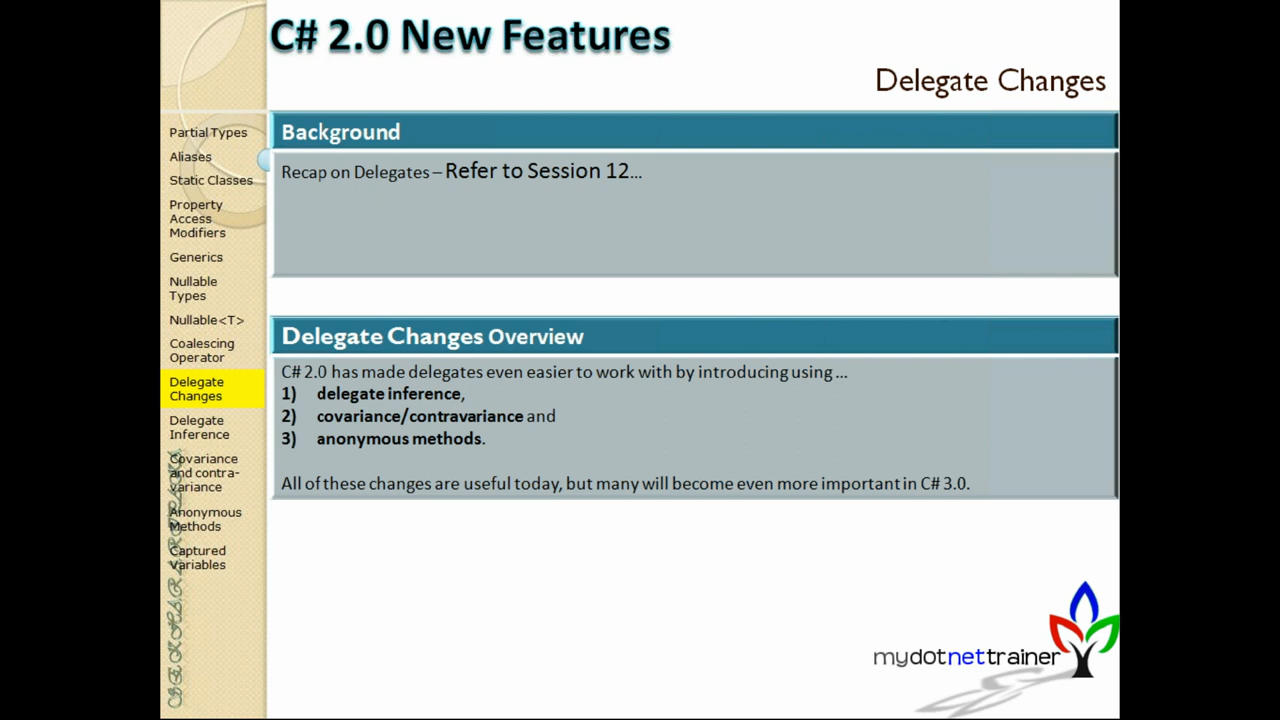 C# 2.0 New Features
Delegate Changes
Partial Types
Aliases
Static Classes
Property
Access
Modifiers
Generics
Nullable
Types
Nullable<T>
Coalescing
Operator
Delegate
Changes
Delegate
Inference
Covariance
and contra-
variance
Anonymous
Methods
Captured
Variables
Background
Recap on Delegates – Refer to Session 12...
Delegate Changes Overview
C# 2.0 has made delegates even easier to work with by introducing using ...
1) delegate inference,
2) covariance/contravariance and
3) anonymous methods.
All of these changes are useful today, but many will become even more important in C# 3.0.
mydotnettrainer